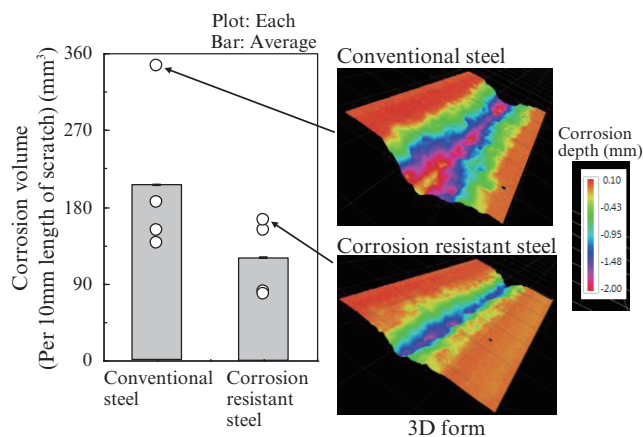 Plot: Each
Bar: Average
Corrosion volume
(Per 10mm length of scratch) (mm³)
360
270
180
90
0
Conventional
steel
Corrosion
resistant
steel
Conventional steel
Corrosion resistant steel
3D form
Corrosion
depth (mm)
0.10
-0.43
-0.95
-1.48
-2.00